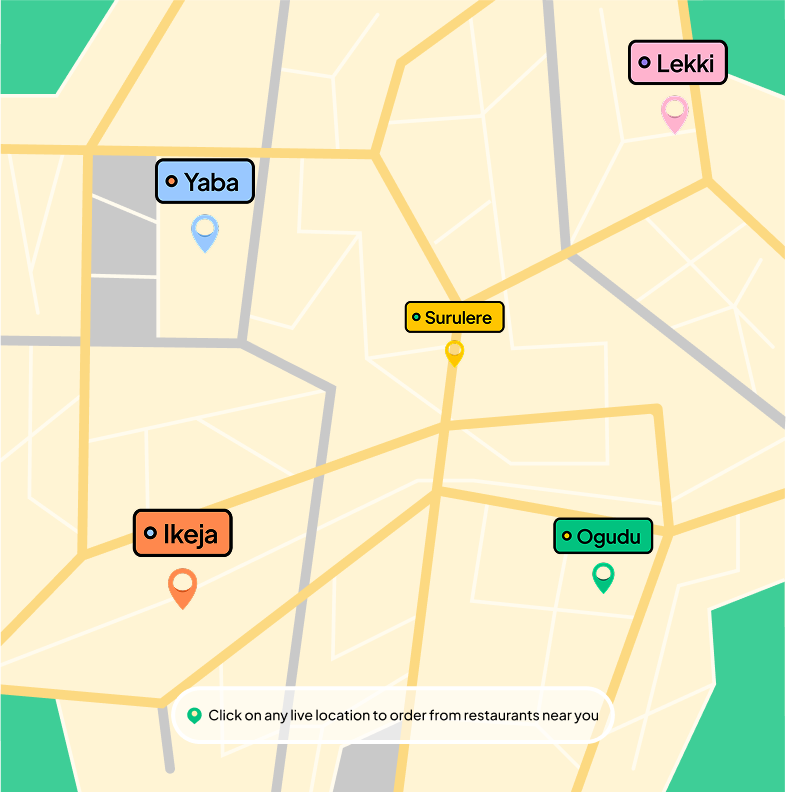 Lekki
Yaba
Surulere
Ikeja
Ogudu
Click on any live location to order from restaurants near you